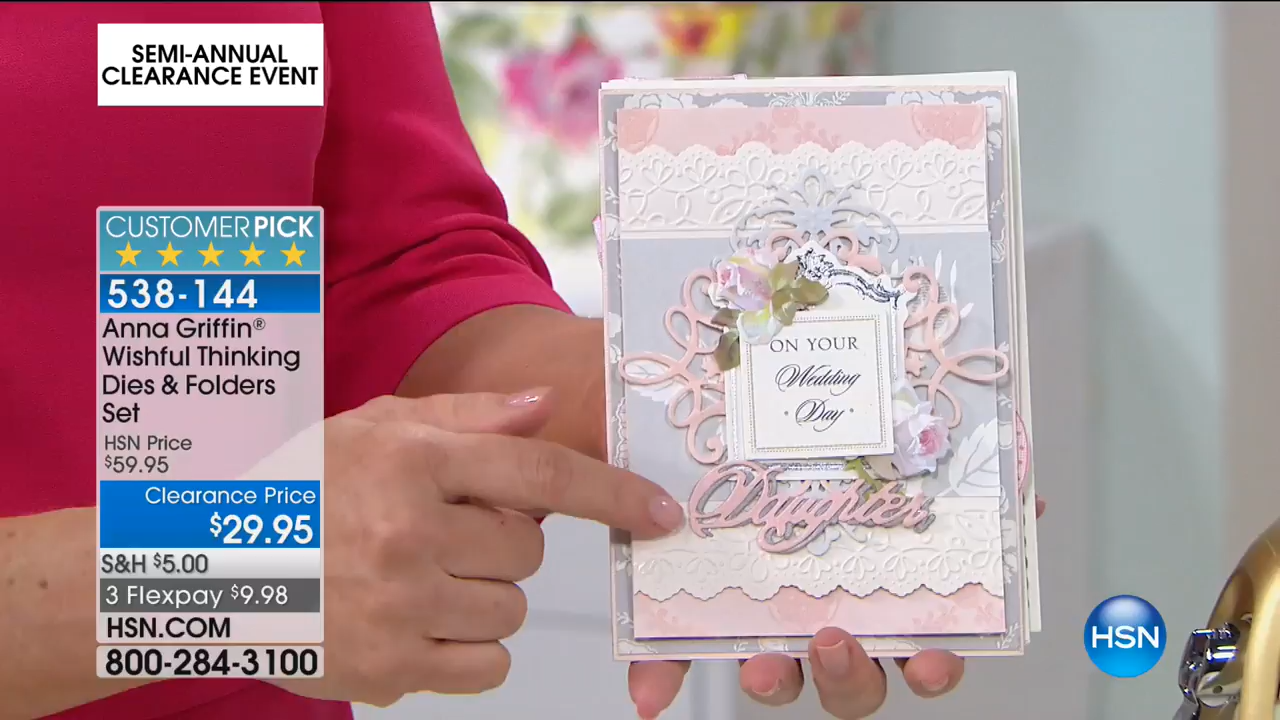 SEMI-ANNUAL
CLEARANCE EVENT
CUSTOMER PICK
538-144
Anna Griffin®
Wishful Thinking
Dies & Folders
Set
HSN Price
$59.95
Clearance Price
$29.95
S&H $5.00
3 Flexpay $9.98
HSN.COM
800-284-3100
ON YOUR
Wedding
• Day •
Daughter
HSN